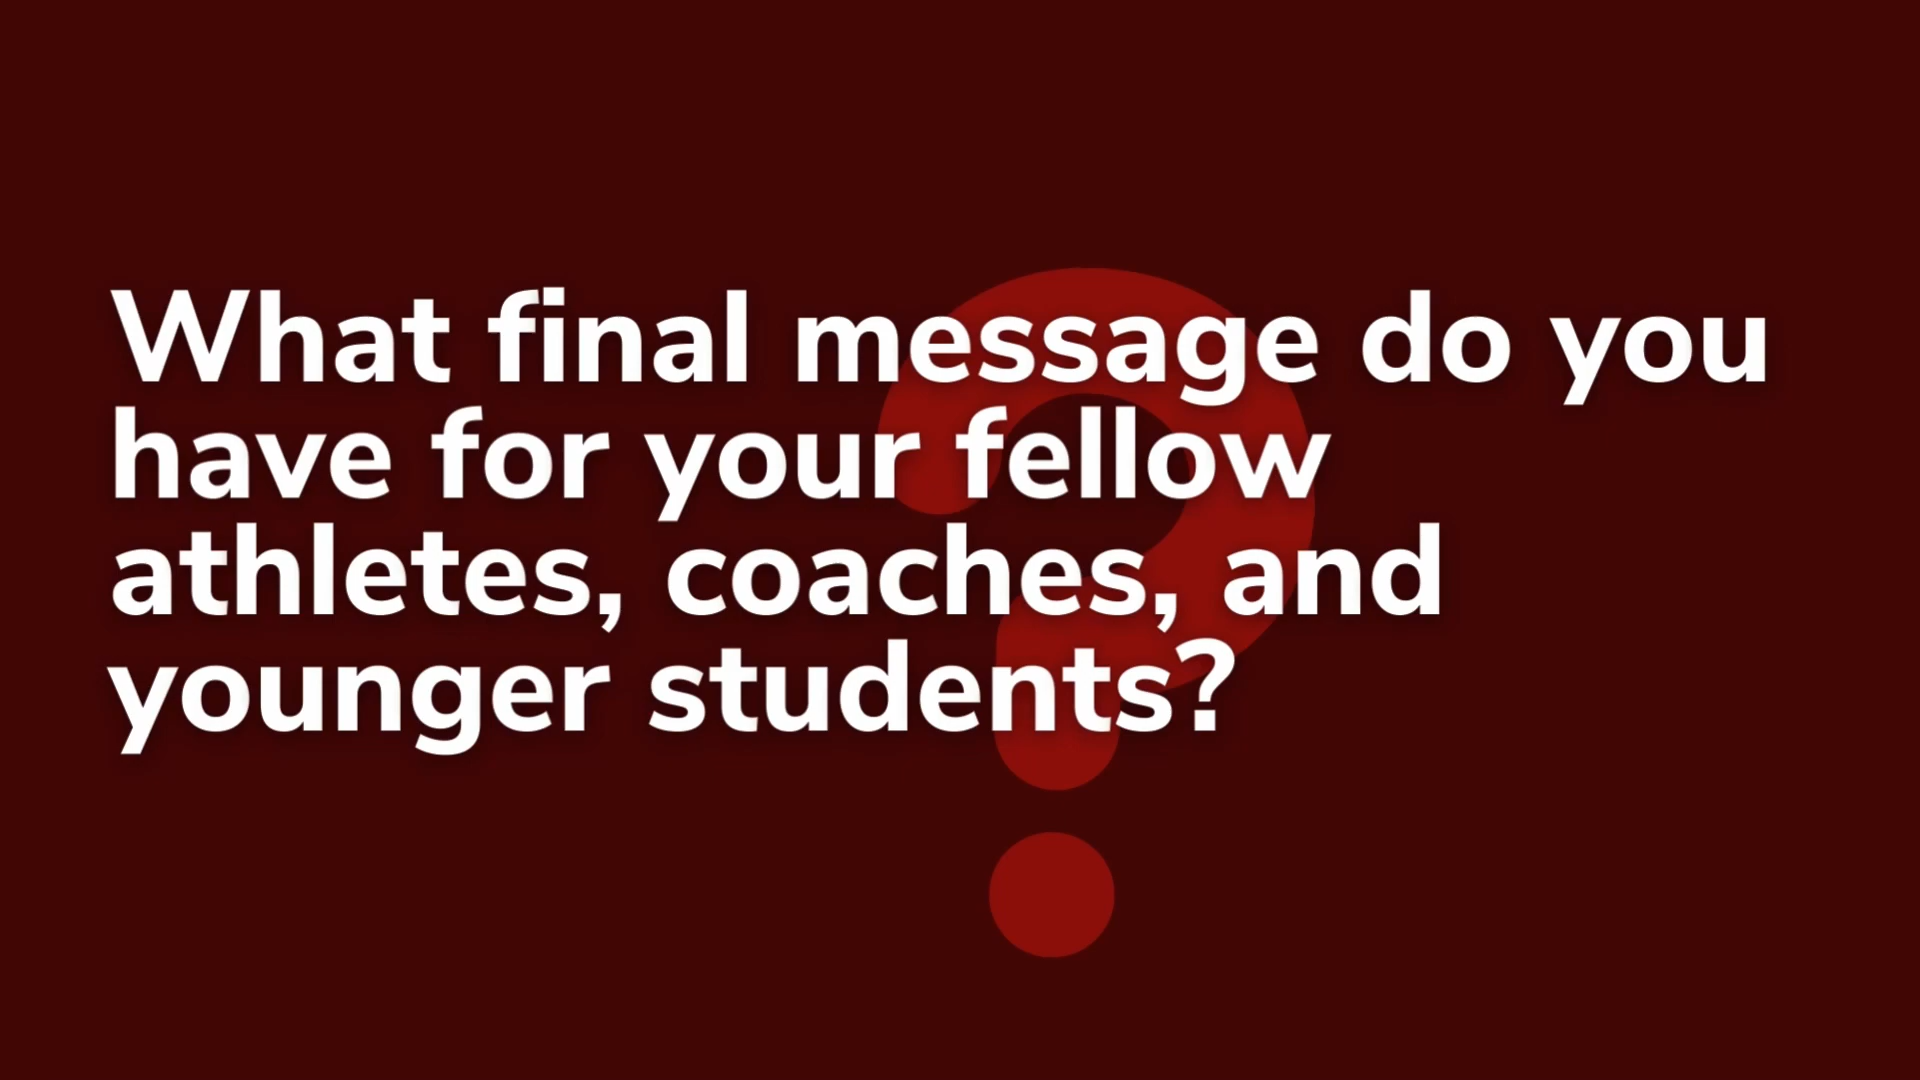 What final message do you
have for your fellow
athletes, coaches, and
younger students?